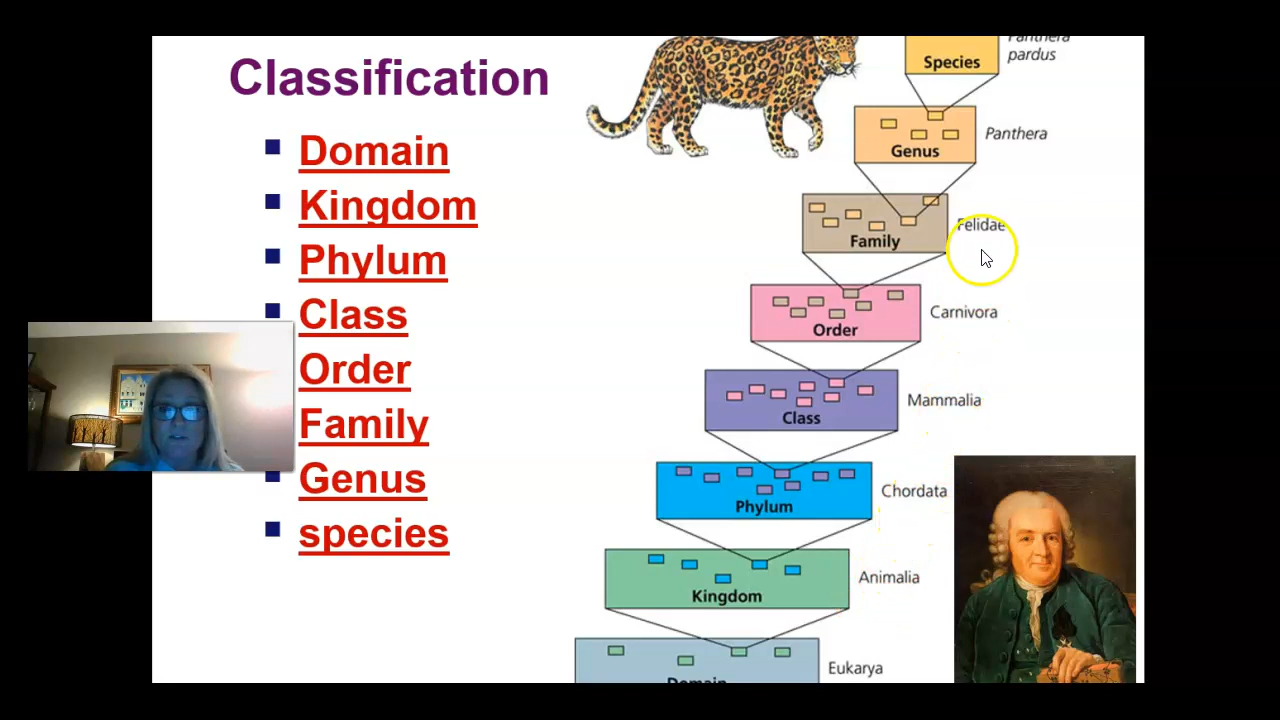 Classification
Domain
Kingdom
Phylum
Class
Order
Family
Genus
species
Panthera
pardus
Species
Genus
Panthera
Family
Felidae
Order
Carnivora
Class
Mammalia
Phylum
Chordata
Kingdom
Animalia
Domain
Eukarya